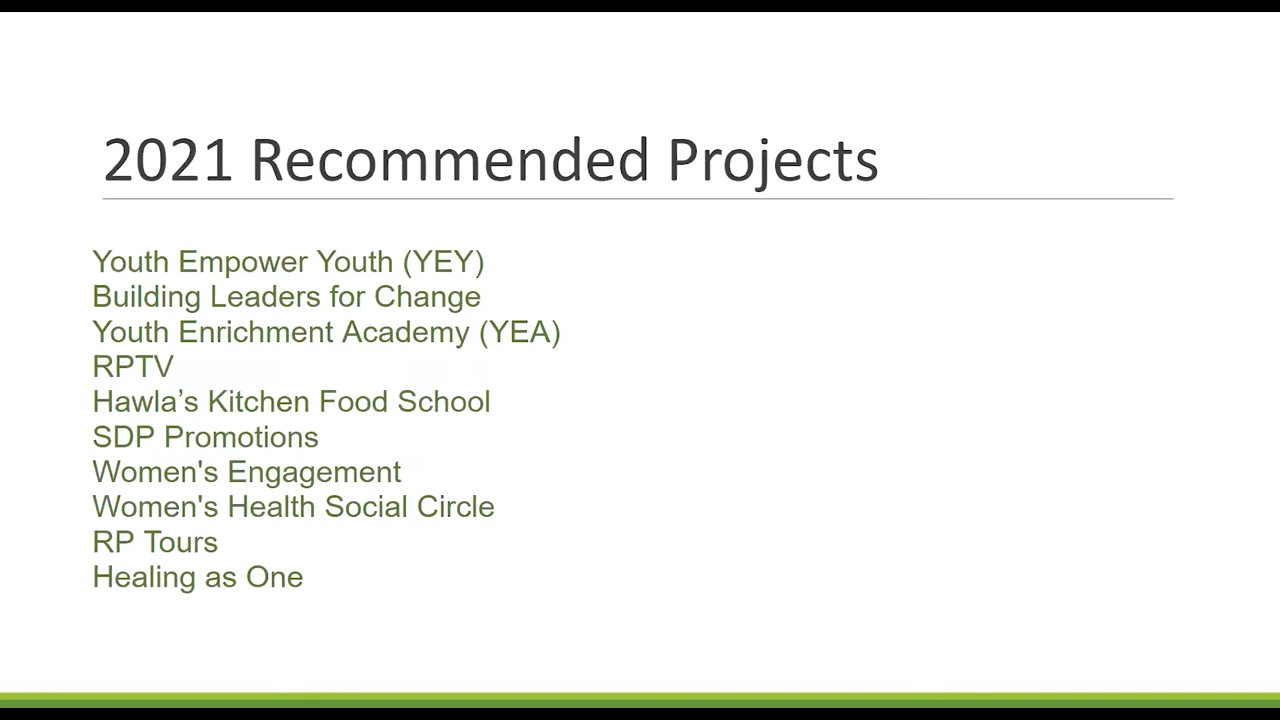 2021 Recommended Projects
Youth Empower Youth (YEY)
Building Leaders for Change
Youth Enrichment Academy (YEA)
RPTV
Hawla’s Kitchen Food School
SDP Promotions
Women's Engagement
Women's Health Social Circle
RP Tours
Healing as One